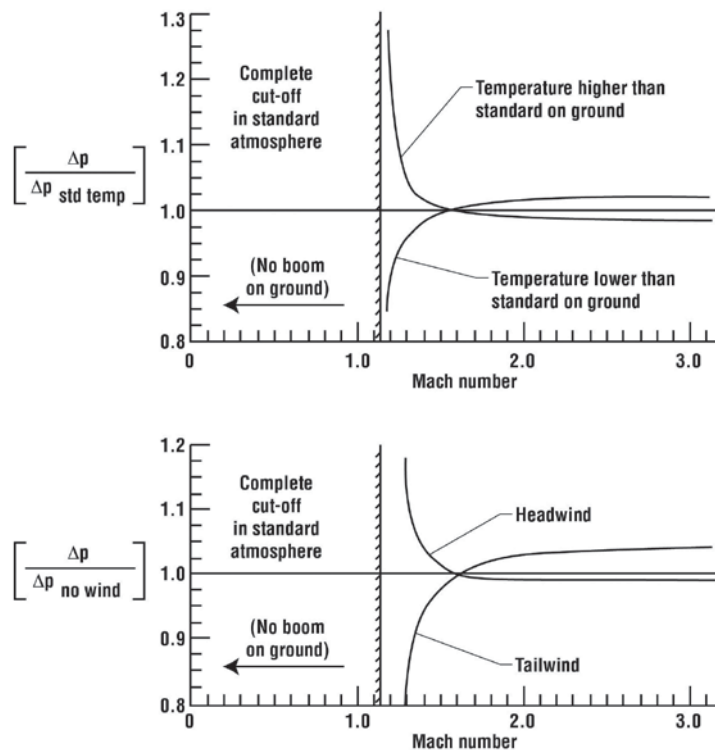 1.3
1.2
1.1
1.0
0.9
0.8
Complete
cut-off
in standard
atmosphere
Temperature higher than
standard on ground
[Δp / Δp std temp]
(No boom
on ground)
Temperature lower than
standard on ground
0 1.0 2.0 3.0
Mach number
1.2
1.1
1.0
0.9
0.8
Complete
cut-off
in standard
atmosphere
Headwind
[Δp / Δp no wind]
(No boom
on ground)
Tailwind
0 1.0 2.0 3.0
Mach number